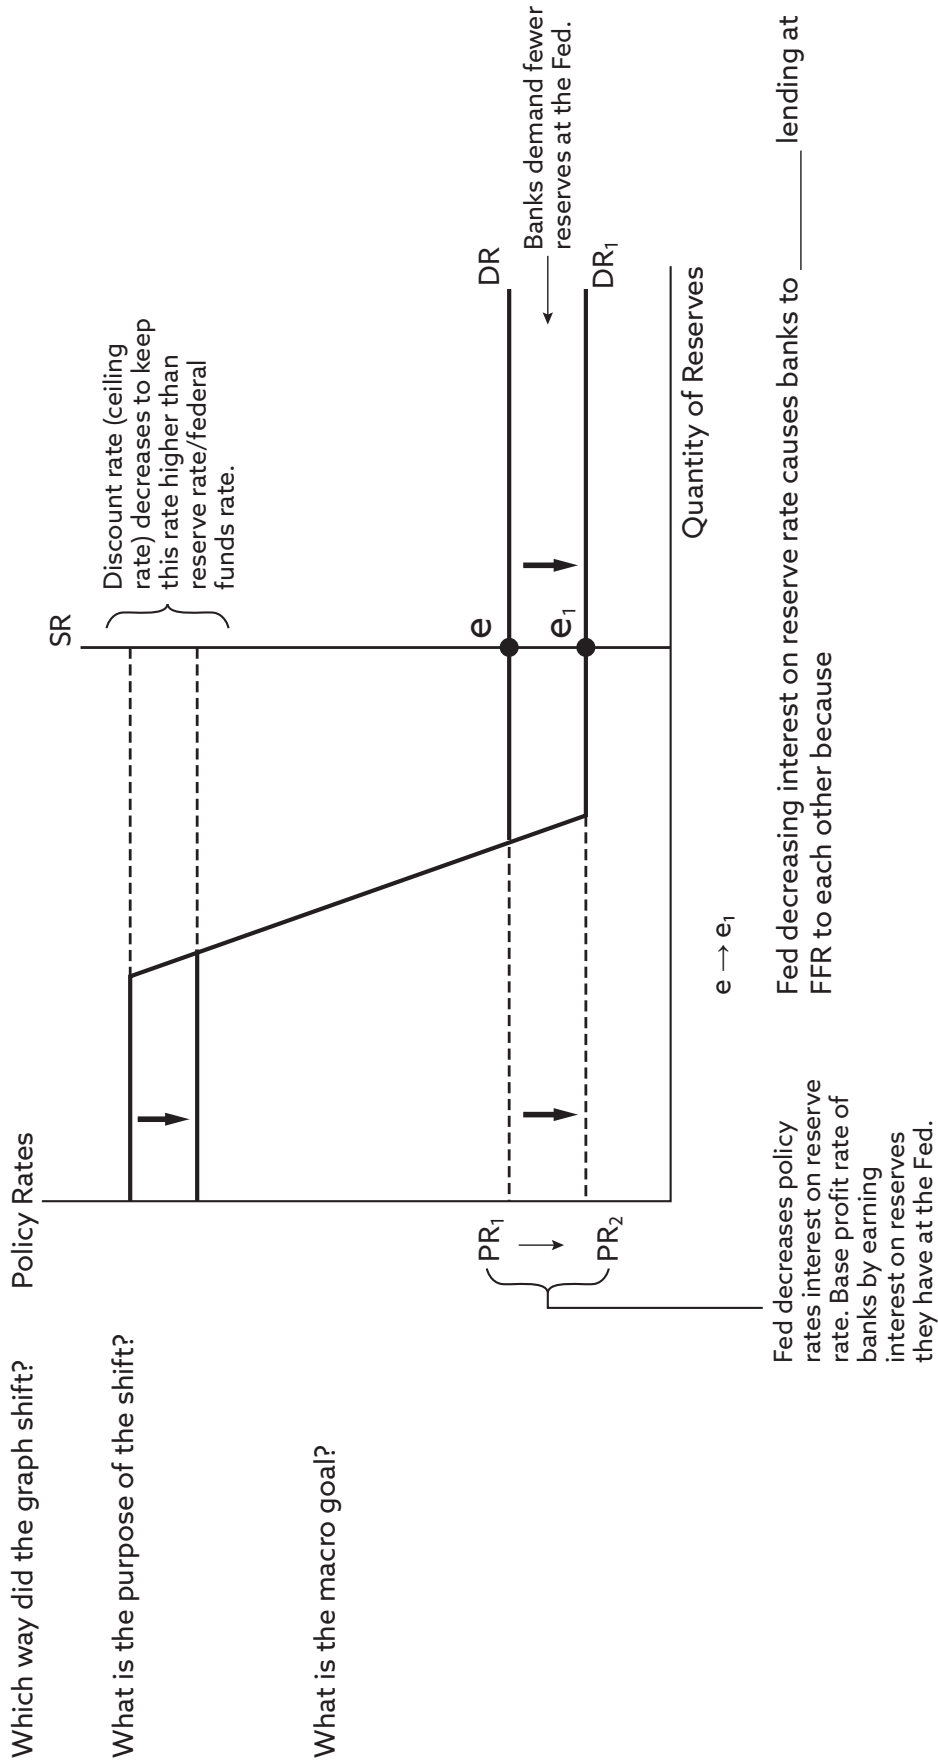 Which way did the graph shift?
What is the purpose of the shift?
What is the macro goal?
Policy Rates
SR
Discount rate (ceiling
rate) decreases to keep
this rate higher than
reserve rate/federal
funds rate.
e
DR
Banks demand fewer
reserves at the Fed.
e₁
DR₁
PR₁
PR₂
Quantity of Reserves
e → e₁
Fed decreases policy
rates interest on reserve
rate. Base profit rate of
banks by earning
interest on reserves
they have at the Fed.
Fed decreasing interest on reserve rate causes banks to ________ lending at
FFR to each other because